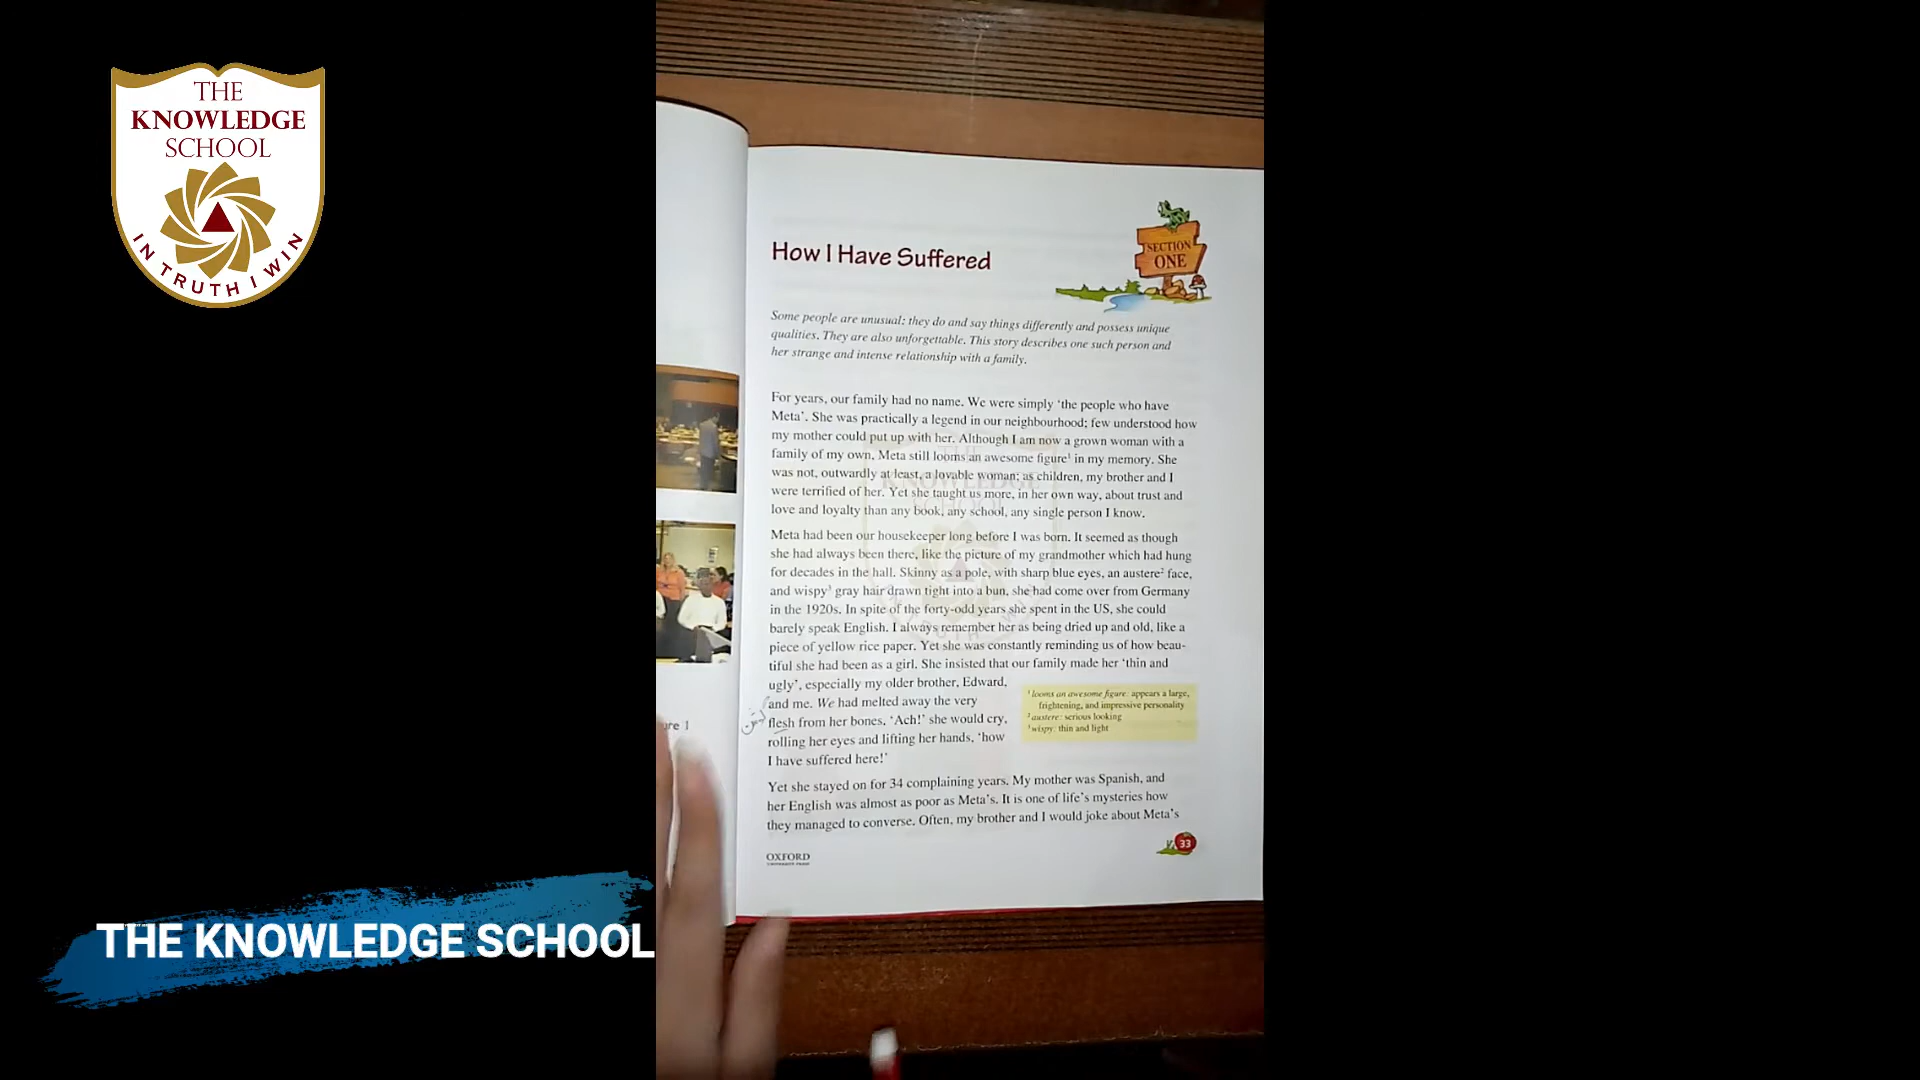 THE
KNOWLEDGE
SCHOOL
IN TRUTH I WIN
How I Have Suffered
SECTION
ONE
Some people are unusual: they do and say things differently and possess unique
qualities. They are also unforgettable. This story describes one such person and
her strange and intense relationship with a family.
For years, our family had no name. We were simply ‘the people who have
Meta’. She was practically a legend in our neighbourhood; few understood how
my mother could put up with her. Although I am now a grown woman with a
family of my own, Meta still looms an awesome figure¹ in my memory. She
was not, outwardly at least, a lovable woman; as children, my brother and I
were terrified of her. Yet she taught us more, in her own way, about trust and
love and loyalty than any book, any school, any single person I know.
Meta had been our housekeeper long before I was born. It seemed as though
she had always been there, like the picture of my grandmother which had hung
for decades in the hall. Skinny as a pole, with sharp blue eyes, an austere² face,
and wispy³ gray hair drawn tight into a bun, she had come over from Germany
in the 1920s. In spite of the forty-odd years she spent in the US, she could
barely speak English. I always remember her as being dried up and old, like a
piece of yellow rice paper. Yet she was constantly reminding us of how beau-
tiful she had been as a girl. She insisted that our family made her ‘thin and
ugly’, especially my older brother, Edward,
and me. We had melted away the very
flesh from her bones. ‘Ach!’ she would cry,
rolling her eyes and lifting her hands, ‘how
I have suffered here!’
¹ looms an awesome figure: appears a large,
frightening, and impressive personality
² austere: serious looking
³ wispy: thin and light
Yet she stayed on for 34 complaining years. My mother was Spanish, and
her English was almost as poor as Meta’s. It is one of life’s mysteries how
they managed to converse. Often, my brother and I would joke about Meta’s
33
OXFORD
UNIVERSITY PRESS
THE KNOWLEDGE SCHOOL